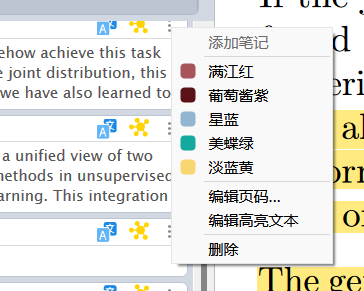 If the
ehow achieve this task
e joint distribution, this
we have also learned to
a unified view of two
methods in unsupervised
arning. This integration
添加笔记
满江红
葡萄酱紫
星蓝
美蝶绿
淡蓝黄
编辑页码...
编辑高亮文本
删除
d
eri
al
orn
or
The ge